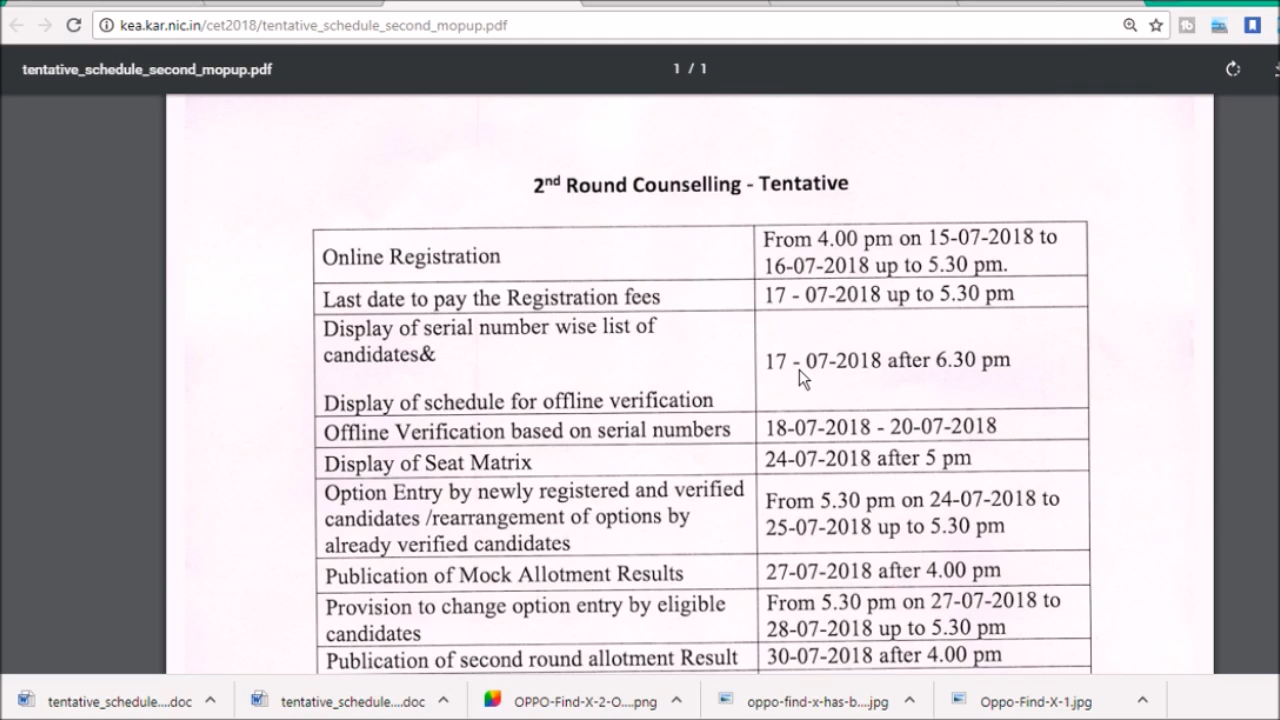 kea.kar.nic.in/cet2018/tentative_schedule_second_mopup.pdf
tentative_schedule_second_mopup.pdf
1 / 1
2nd Round Counselling - Tentative
Online Registration
From 4.00 pm on 15-07-2018 to
16-07-2018 up to 5.30 pm.
Last date to pay the Registration fees
17 - 07-2018 up to 5.30 pm
Display of serial number wise list of
candidates&
Display of schedule for offline verification
17 - 07-2018 after 6.30 pm
Offline Verification based on serial numbers
18-07-2018 - 20-07-2018
Display of Seat Matrix
24-07-2018 after 5 pm
Option Entry by newly registered and verified
candidates /rearrangement of options by
already verified candidates
From 5.30 pm on 24-07-2018 to
25-07-2018 up to 5.30 pm
Publication of Mock Allotment Results
27-07-2018 after 4.00 pm
Provision to change option entry by eligible
candidates
From 5.30 pm on 27-07-2018 to
28-07-2018 up to 5.30 pm
Publication of second round allotment Result
30-07-2018 after 4.00 pm
tentative_schedule....doc
tentative_schedule....doc
OPPO-Find-X-2-O....png
oppo-find-x-has-b....jpg
Oppo-Find-X-1.jpg